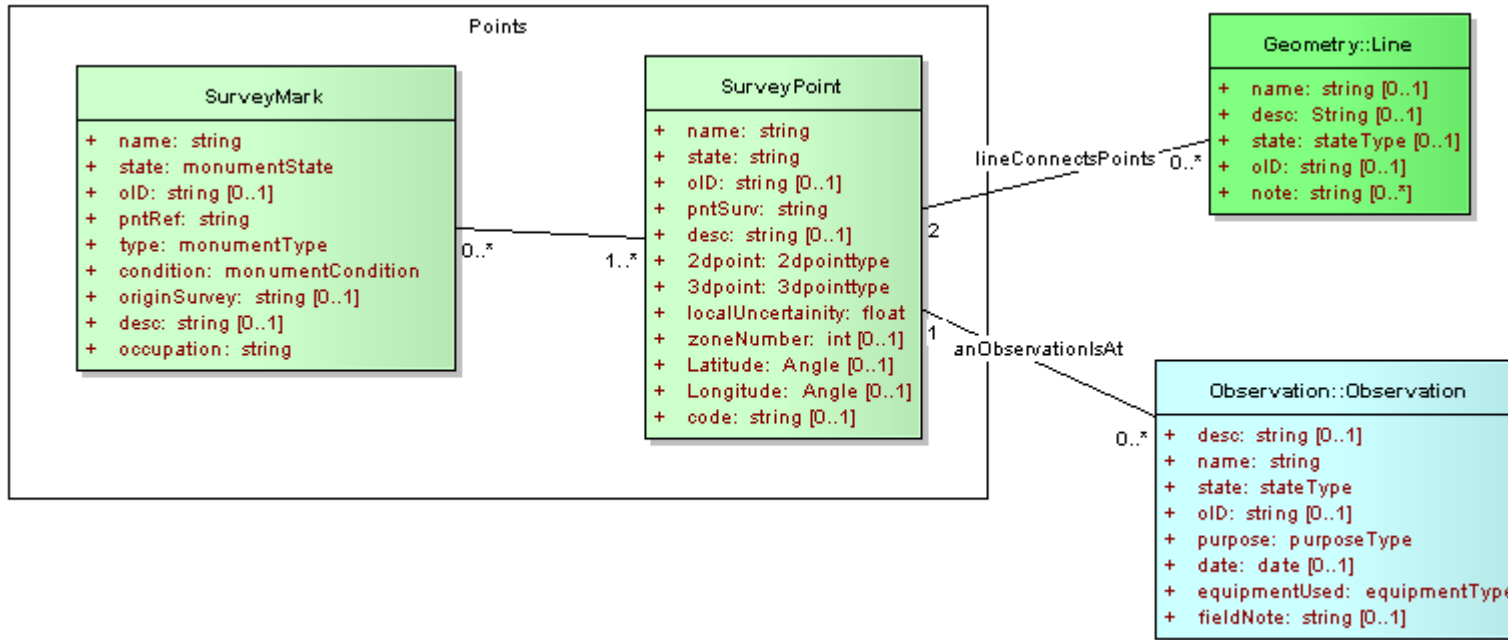 Points
SurveyMark
+ name: string
+ state: monumentState
+ oID: string [0..1]
+ pntRef: string
+ type: monumentType
+ condition: monumentCondition
+ originSurvey: string [0..1]
+ desc: string [0..1]
+ occupation: string
0..*
1..*
SurveyPoint
+ name: string
+ state: string
+ oID: string [0..1]
+ pntSurv: string
+ desc: string [0..1]
+ 2dpoint: 2dpointtype
+ 3dpoint: 3dpointtype
+ localUncertainity: float
+ zoneNumber: int [0..1]
+ Latitude: Angle [0..1]
+ Longitude: Angle [0..1]
+ code: string [0..1]
2
lineConnectsPoints
0..*
Geometry::Line
+ name: string [0..1]
+ desc: String [0..1]
+ state: stateType [0..1]
+ oID: string [0..1]
+ note: string [0..*]
1
anObservationIsAt
0..*
Observation::Observation
+ desc: string [0..1]
+ name: string
+ state: stateType
+ oID: string [0..1]
+ purpose: purposeType
+ date: date [0..1]
+ equipmentUsed: equipmentType
+ fieldNote: string [0..1]